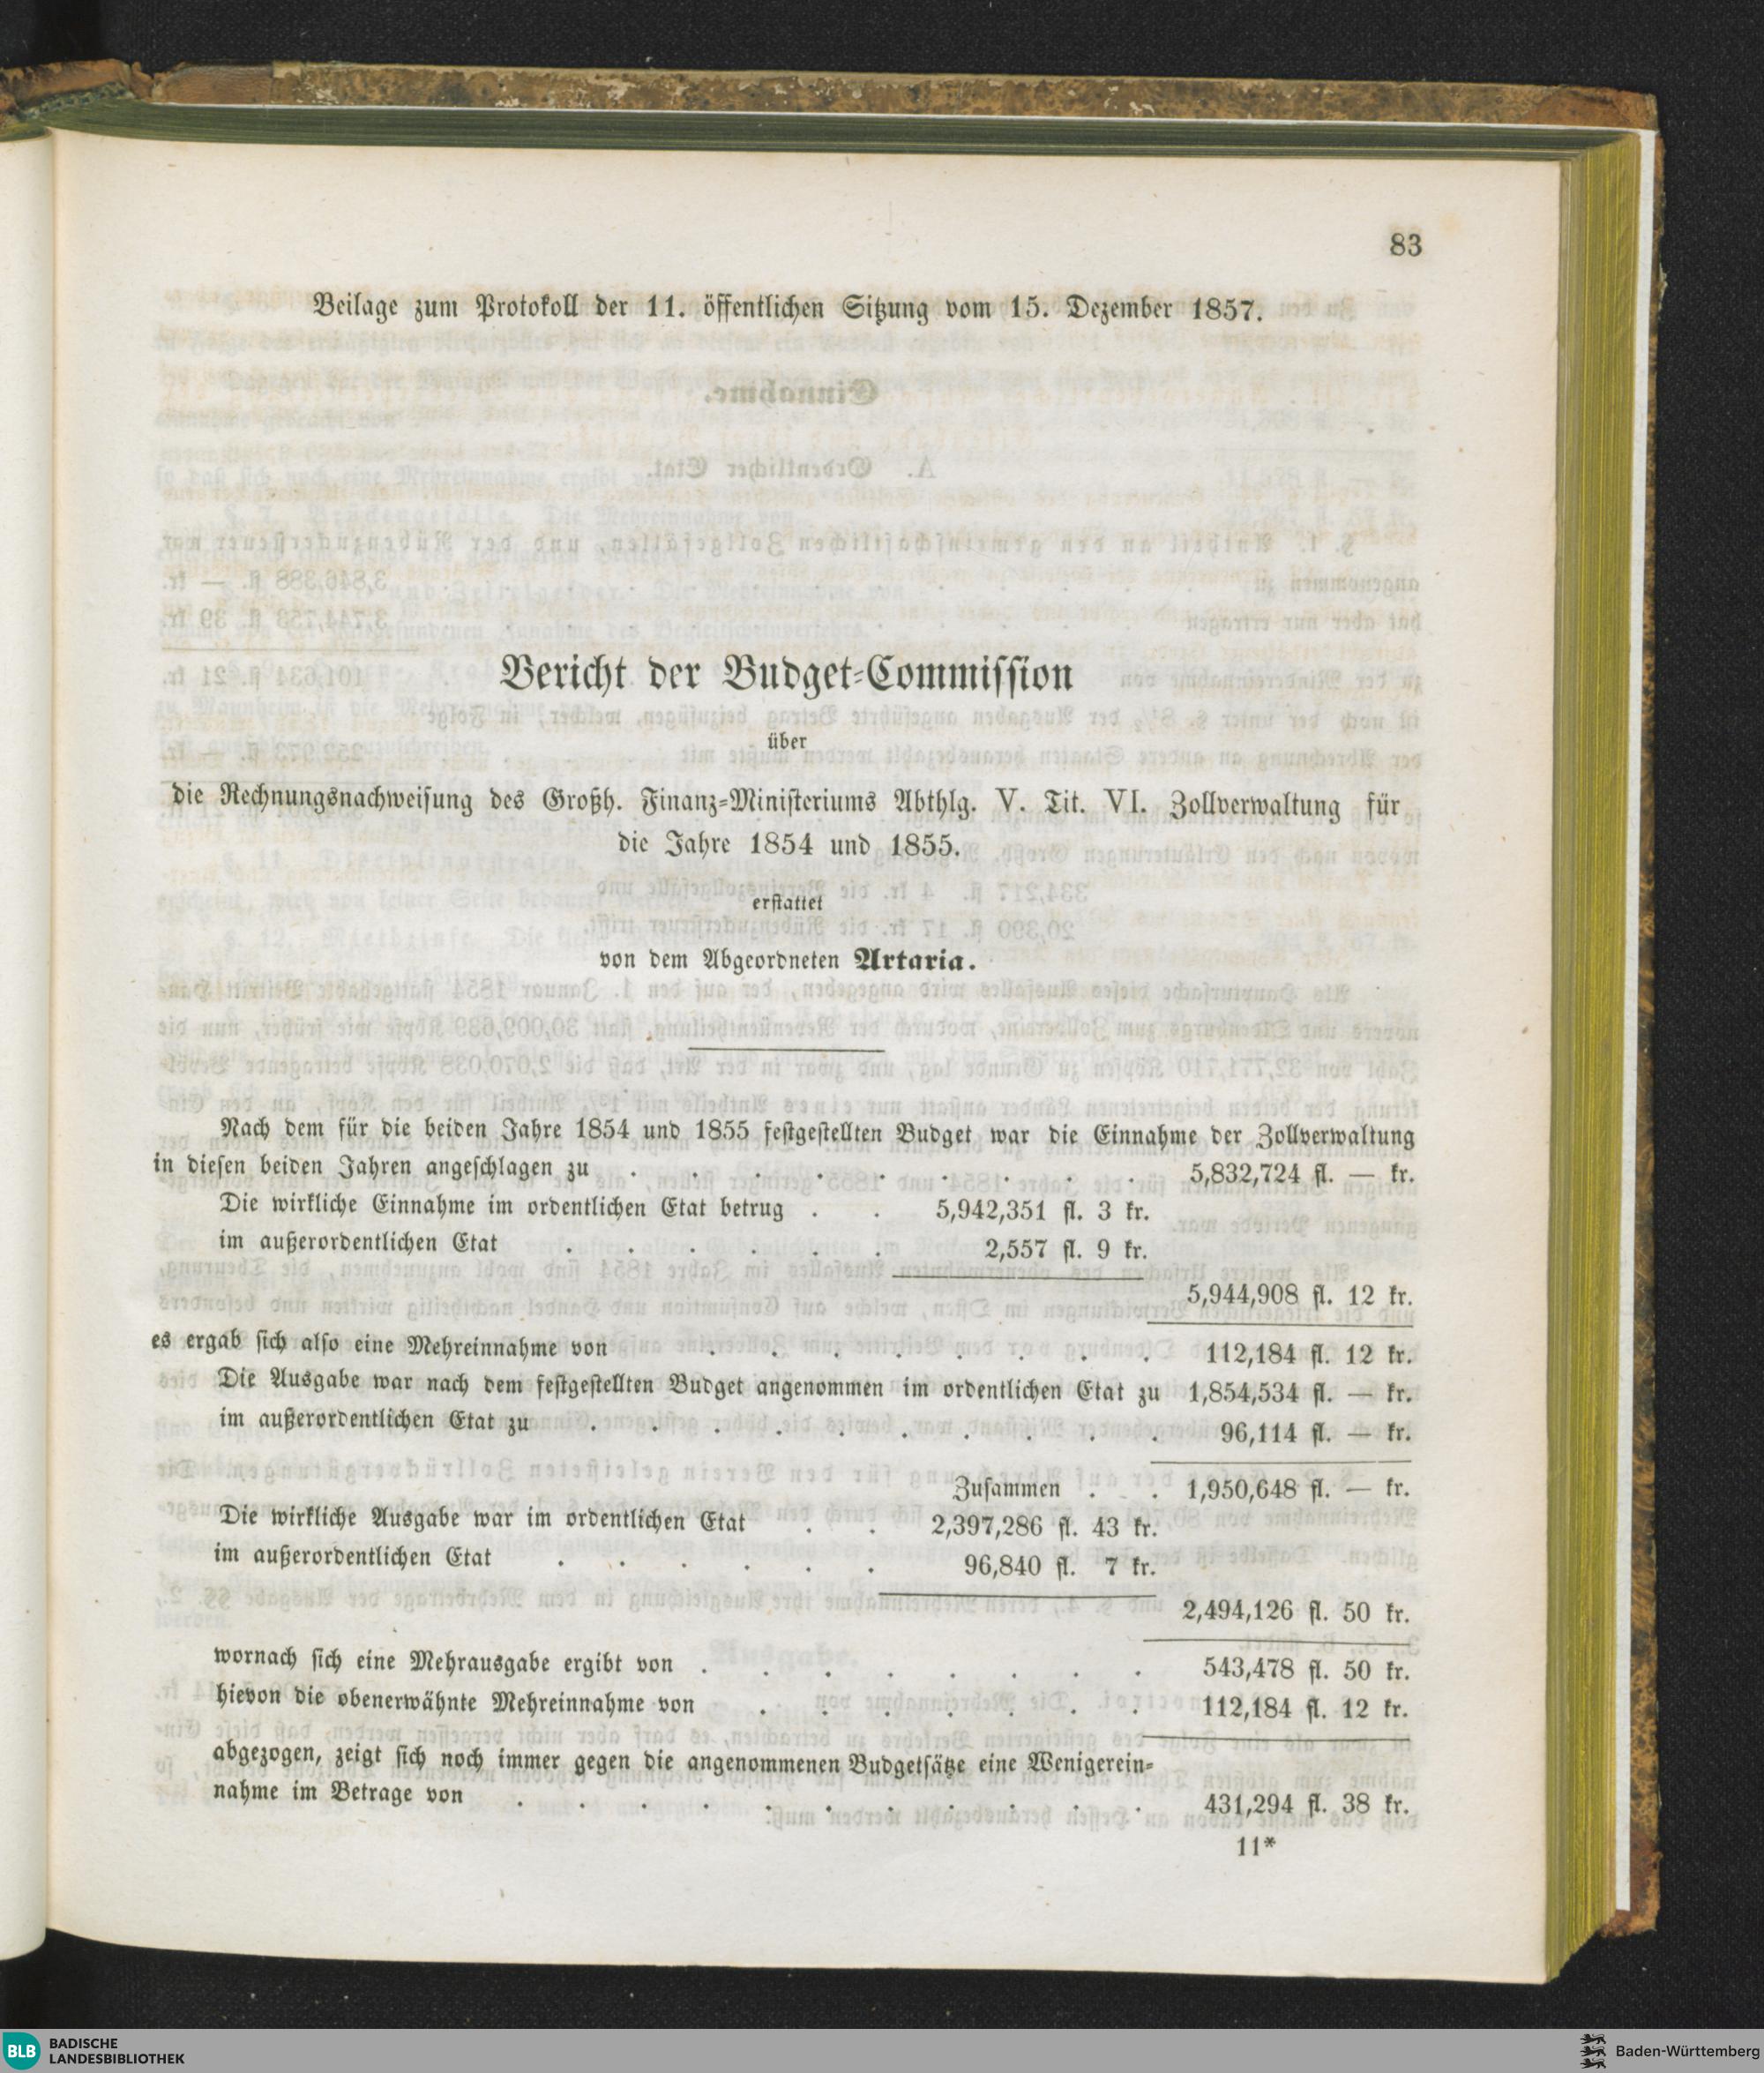 83
Beilage zum Protokoll der 11. öffentlichen Sitzung vom 15. Dezember 1857.
Bericht der Budget-Commission
über
die Rechnungsnachweisung des Großh. Finanz-Ministeriums Abthlg. V. Tit. VI. Zollverwaltung für
die Jahre 1854 und 1855.
erstattet
von dem Abgeordneten Artaria.
Nach dem für die beiden Jahre 1854 und 1855 festgestellten Budget war die Einnahme der Zollverwaltung
in diesen beiden Jahren angeschlagen zu . . . . . . . . . 5,832,724 fl. — kr.
Die wirkliche Einnahme im ordentlichen Etat betrug . . 5,942,351 fl. 3 kr.
im außerordentlichen Etat . . . . . . 2,557 fl. 9 kr.
5,944,908 fl. 12 kr.
es ergab sich also eine Mehreinnahme von . . . . . . . . 112,184 fl. 12 kr.
Die Ausgabe war nach dem festgestellten Budget angenommen im ordentlichen Etat zu 1,854,534 fl. — kr.
im außerordentlichen Etat zu . . . . . . . . . . 96,114 fl. — kr.
Zusammen . . 1,950,648 fl. — kr.
Die wirkliche Ausgabe war im ordentlichen Etat . . 2,397,286 fl. 43 kr.
im außerordentlichen Etat . . . . . . 96,840 fl. 7 kr.
2,494,126 fl. 50 kr.
wornach sich eine Mehrausgabe ergibt von . . . . . . . . 543,478 fl. 50 kr.
hievon die obenerwähnte Mehreinnahme von . . . . . . . 112,184 fl. 12 kr.
abgezogen, zeigt sich noch immer gegen die angenommenen Budgetsätze eine Wenigerein-
nahme im Betrage von . . . . . . . . . . . 431,294 fl. 38 kr.
11*
BLB BADISCHE
LANDESBIBLIOTHEK
Baden-Württemberg